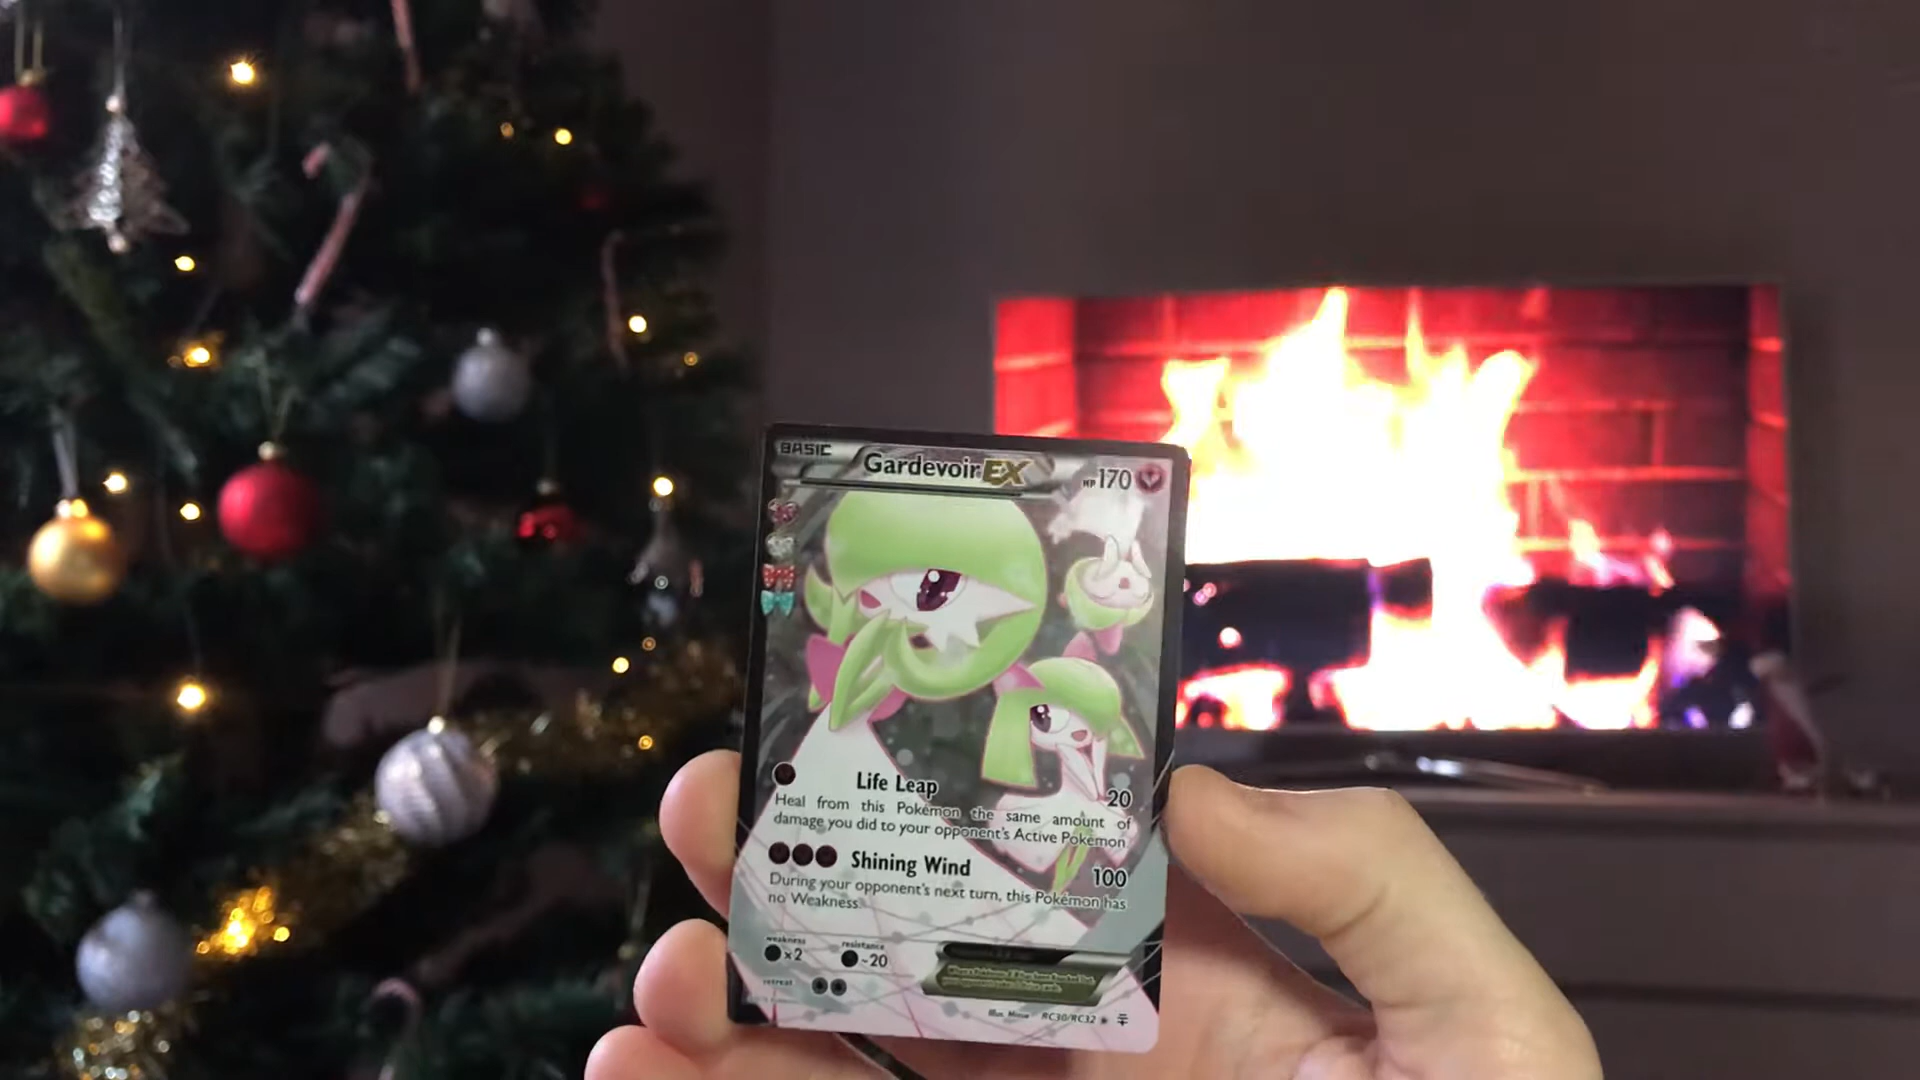 BASIC
Gardevoir EX
HP 170
Life Leap 20
Heal from this Pokémon the same amount of
damage you did to your opponent's Active Pokémon
Shining Wind 100
During your opponent's next turn, this Pokémon has
no Weakness.
weakness
resistance
×2
-20
retreat
Illus. RC30/RC32